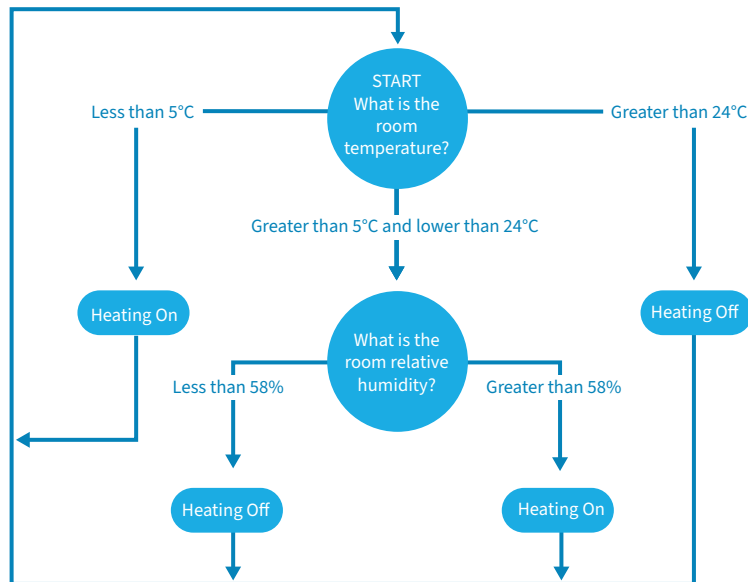 START
What is the
room
temperature?
Less than 5°C
Greater than 24°C
Greater than 5°C and lower than 24°C
Heating On
Heating Off
What is the
room relative
humidity?
Less than 58%
Greater than 58%
Heating Off
Heating On